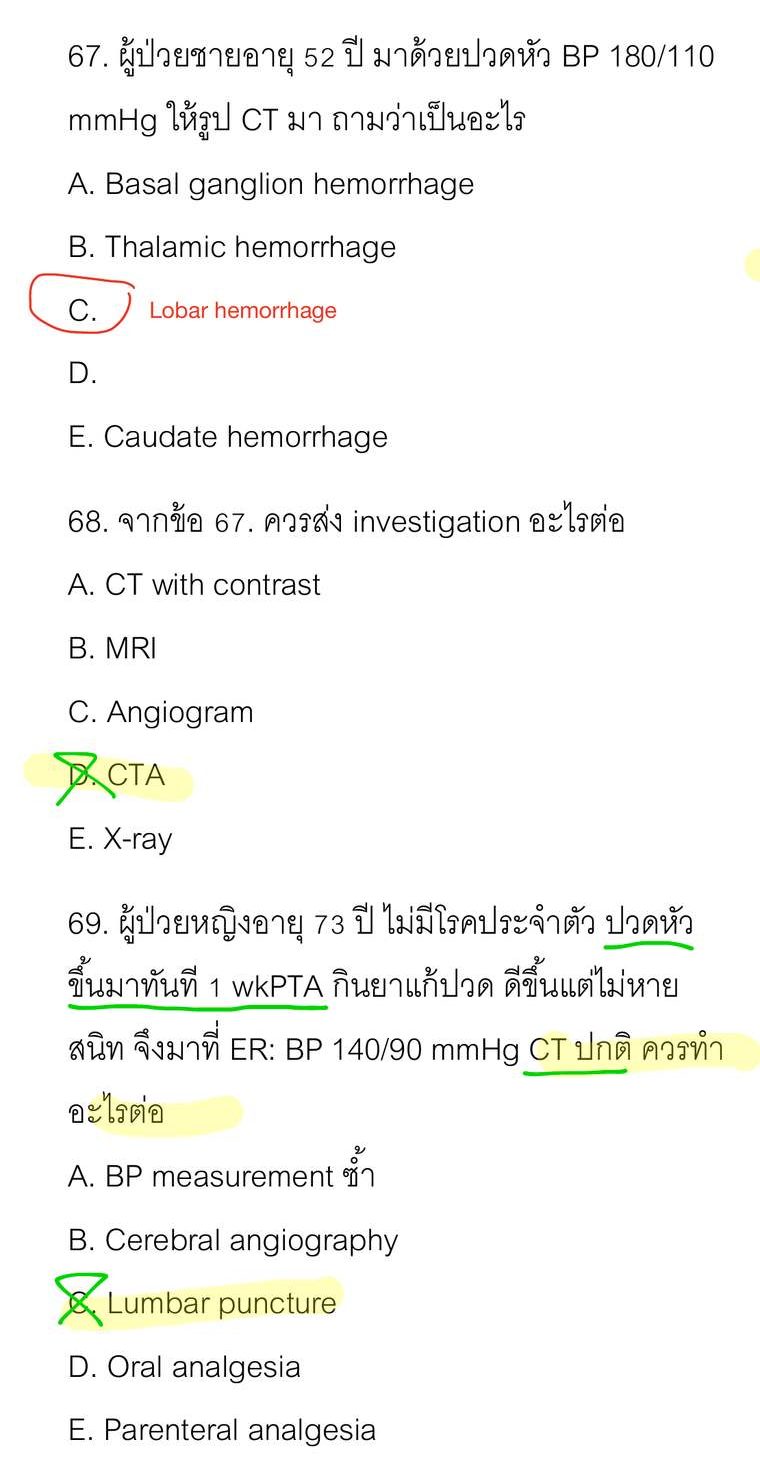 67. ผู้ป่วยชายอายุ 52 ปี มาด้วยปวดหัว BP 180/110
mmHg ให้รูป CT มา ถามว่าเป็นอะไร
A. Basal ganglion hemorrhage
B. Thalamic hemorrhage
C. Lobar hemorrhage
D.
E. Caudate hemorrhage
68. จากข้อ 67. ควรส่ง investigation อะไรต่อ
A. CT with contrast
B. MRI
C. Angiogram
D. CTA
E. X-ray
69. ผู้ป่วยหญิงอายุ 73 ปี ไม่มีโรคประจำตัว ปวดหัว
ขึ้นมาทันที 1 wkPTA กินยาแก้ปวด ดีขึ้นแต่ไม่หาย
สนิท จึงมาที่ ER: BP 140/90 mmHg CT ปกติ ควรทำ
อะไรต่อ
A. BP measurement ซ้ำ
B. Cerebral angiography
C. Lumbar puncture
D. Oral analgesia
E. Parenteral analgesia